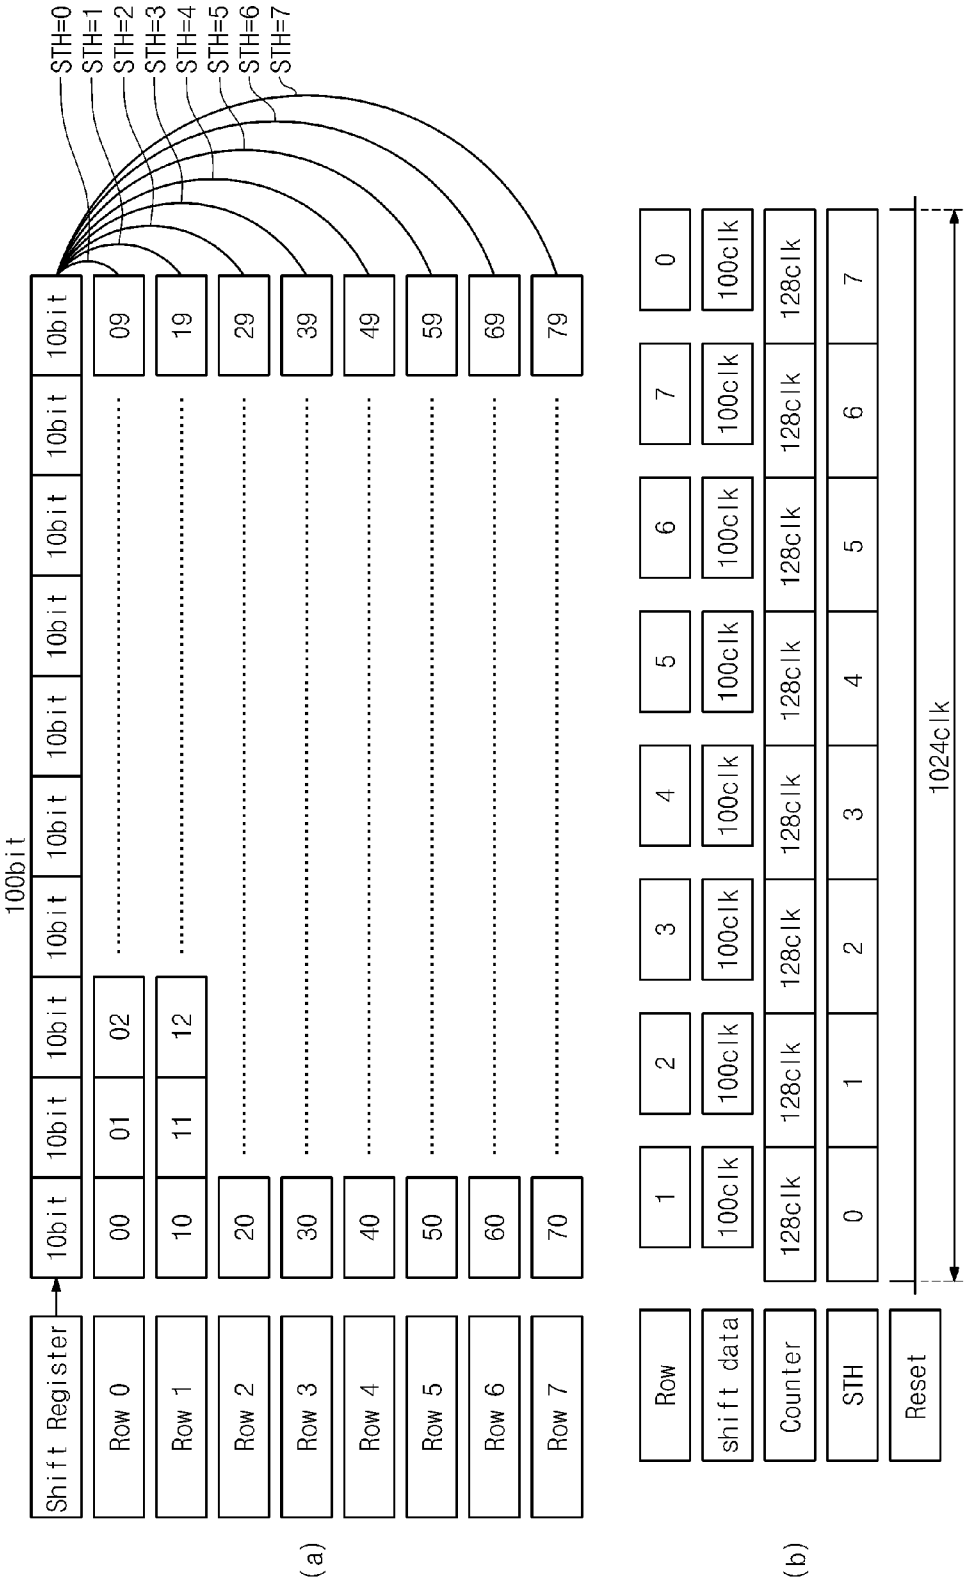 100bit
Shift Register 10bit 10bit 10bit 10bit 10bit 10bit 10bit 10bit 10bit 10bit
Row 0 00 01 02 09
Row 1 10 11 12 19
Row 2 20 29
Row 3 30 39
Row 4 40 49
Row 5 50 59
Row 6 60 69
Row 7 70 79
STH=0
STH=1
STH=2
STH=3
STH=4
STH=5
STH=6
STH=7
(a)
Row 1 2 3 4 5 6 7 0
shift data 100clk 100clk 100clk 100clk 100clk 100clk 100clk 100clk
Counter 128clk 128clk 128clk 128clk 128clk 128clk 128clk 128clk
STH 0 1 2 3 4 5 6 7
Reset
1024clk
(b)